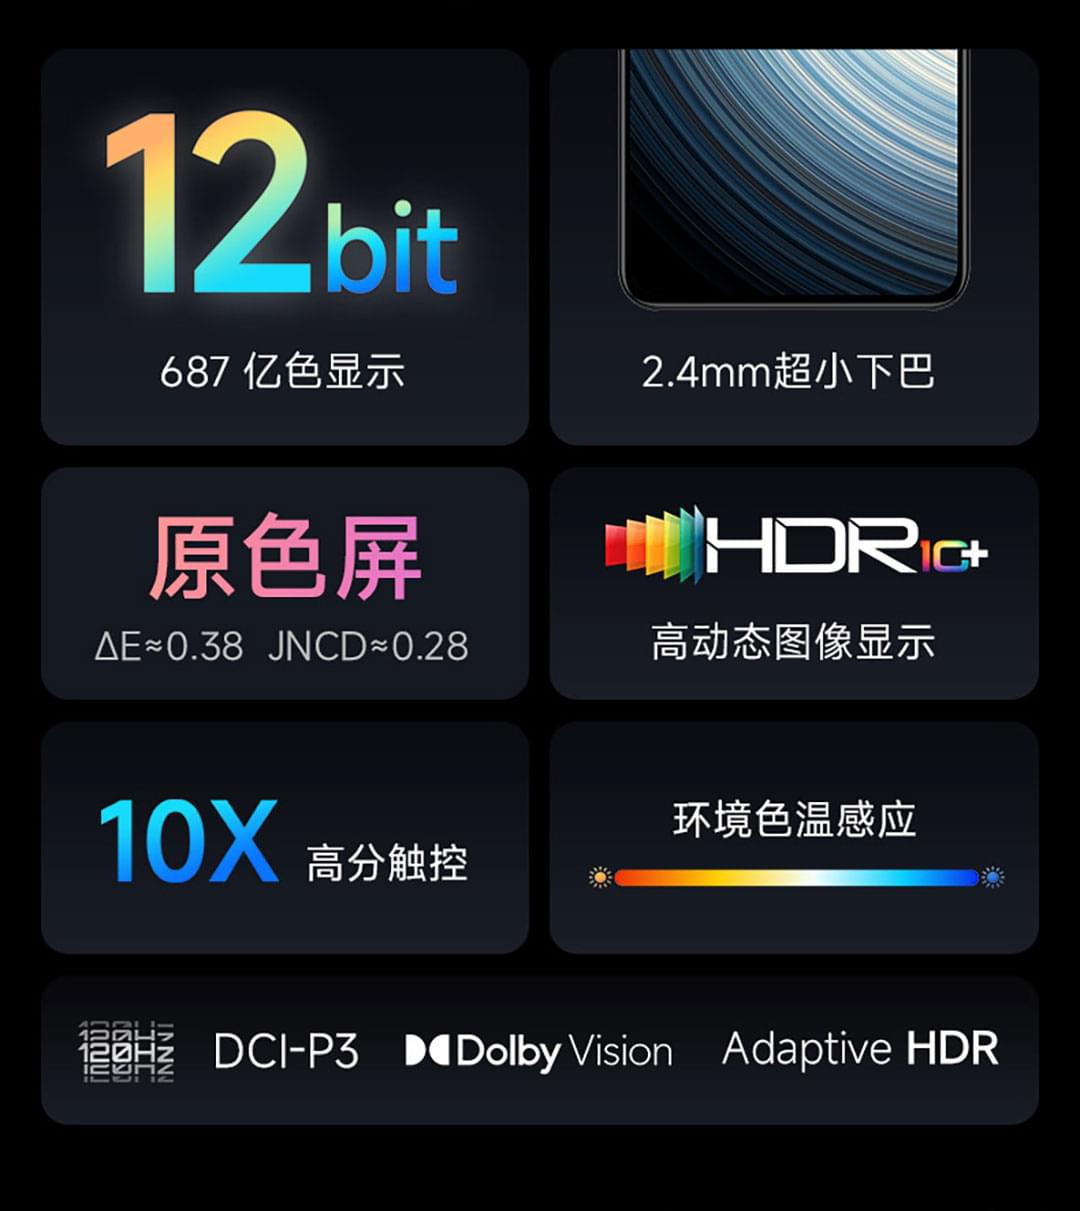 12bit
687 亿色显示
2.4mm超小下巴
原色屏
ΔE≈0.38 JNCD≈0.28
HDR10+
高动态图像显示
10X 高分触控
环境色温感应
120Hz DCI-P3 Dolby Vision Adaptive HDR